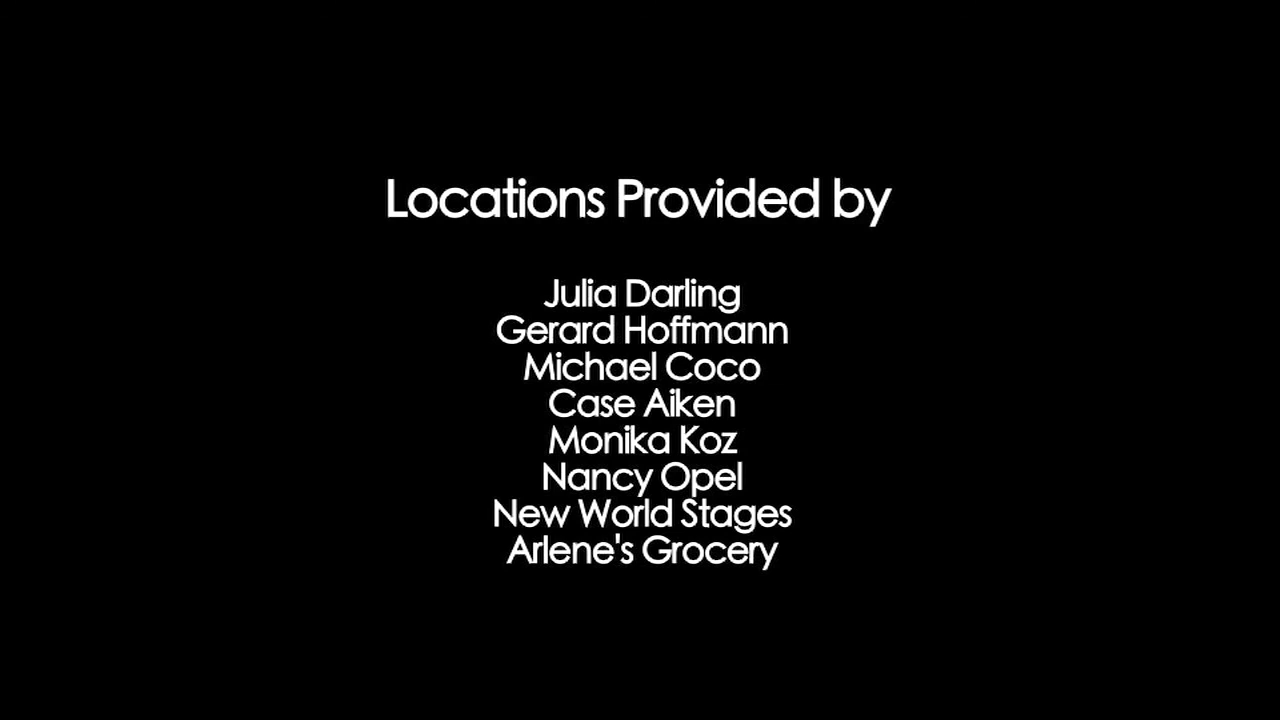 Locations Provided by
Julia Darling
Gerard Hoffmann
Michael Coco
Case Aiken
Monika Koz
Nancy Opel
New World Stages
Arlene's Grocery